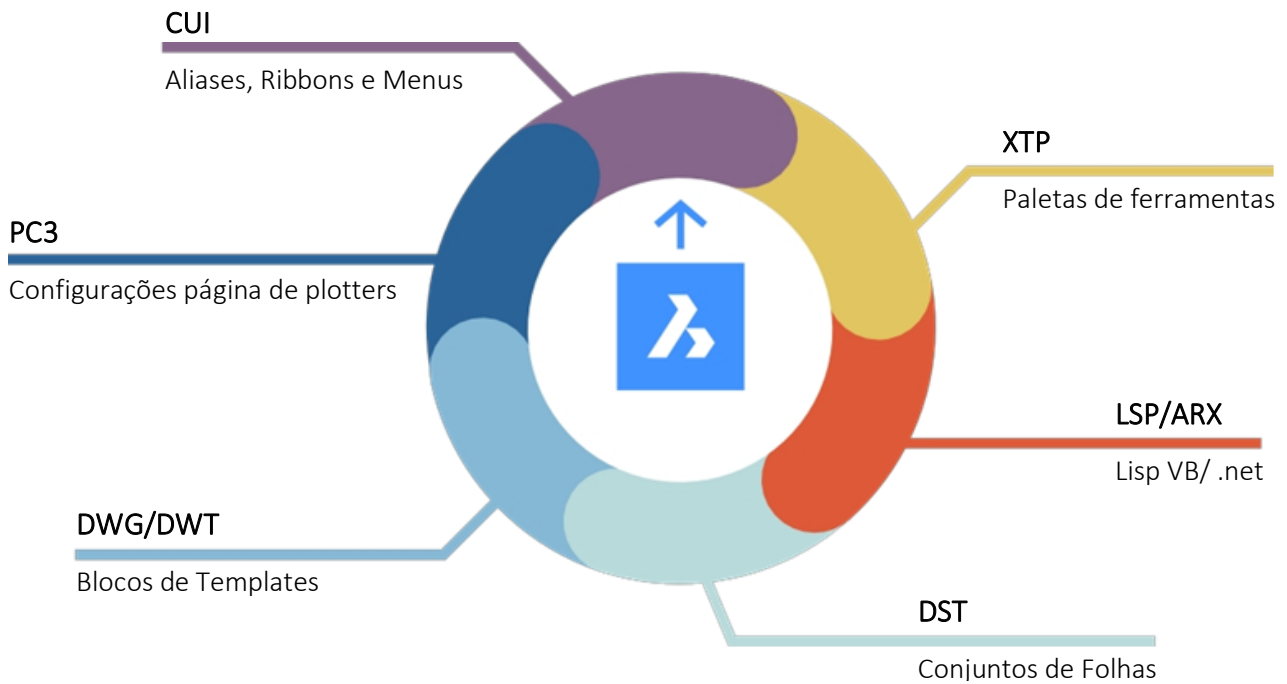 CUI
Aliases, Ribbons e Menus
XTP
Paletas de ferramentas
PC3
Configurações página de plotters
LSP/ARX
Lisp VB/ .net
DWG/DWT
Blocos de Templates
DST
Conjuntos de Folhas